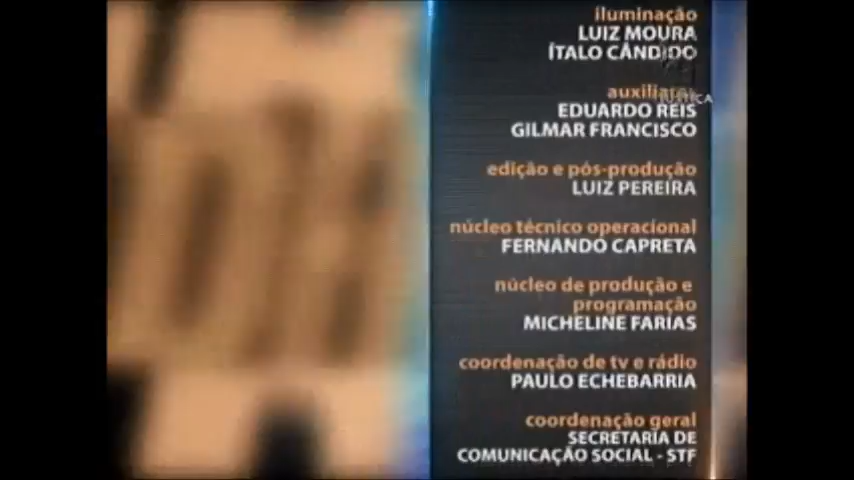 iluminação
LUIZ MOURA
ÍTALO CÂNDIDO
auxiliares
JUSTIÇA
EDUARDO REIS
GILMAR FRANCISCO
edição e pós-produção
LUIZ PEREIRA
núcleo técnico operacional
FERNANDO CAPRETA
núcleo de produção e
programação
MICHELINE FARIAS
coordenação de tv e rádio
PAULO ECHEBARRIA
coordenação geral
SECRETARIA DE
COMUNICAÇÃO SOCIAL - STF